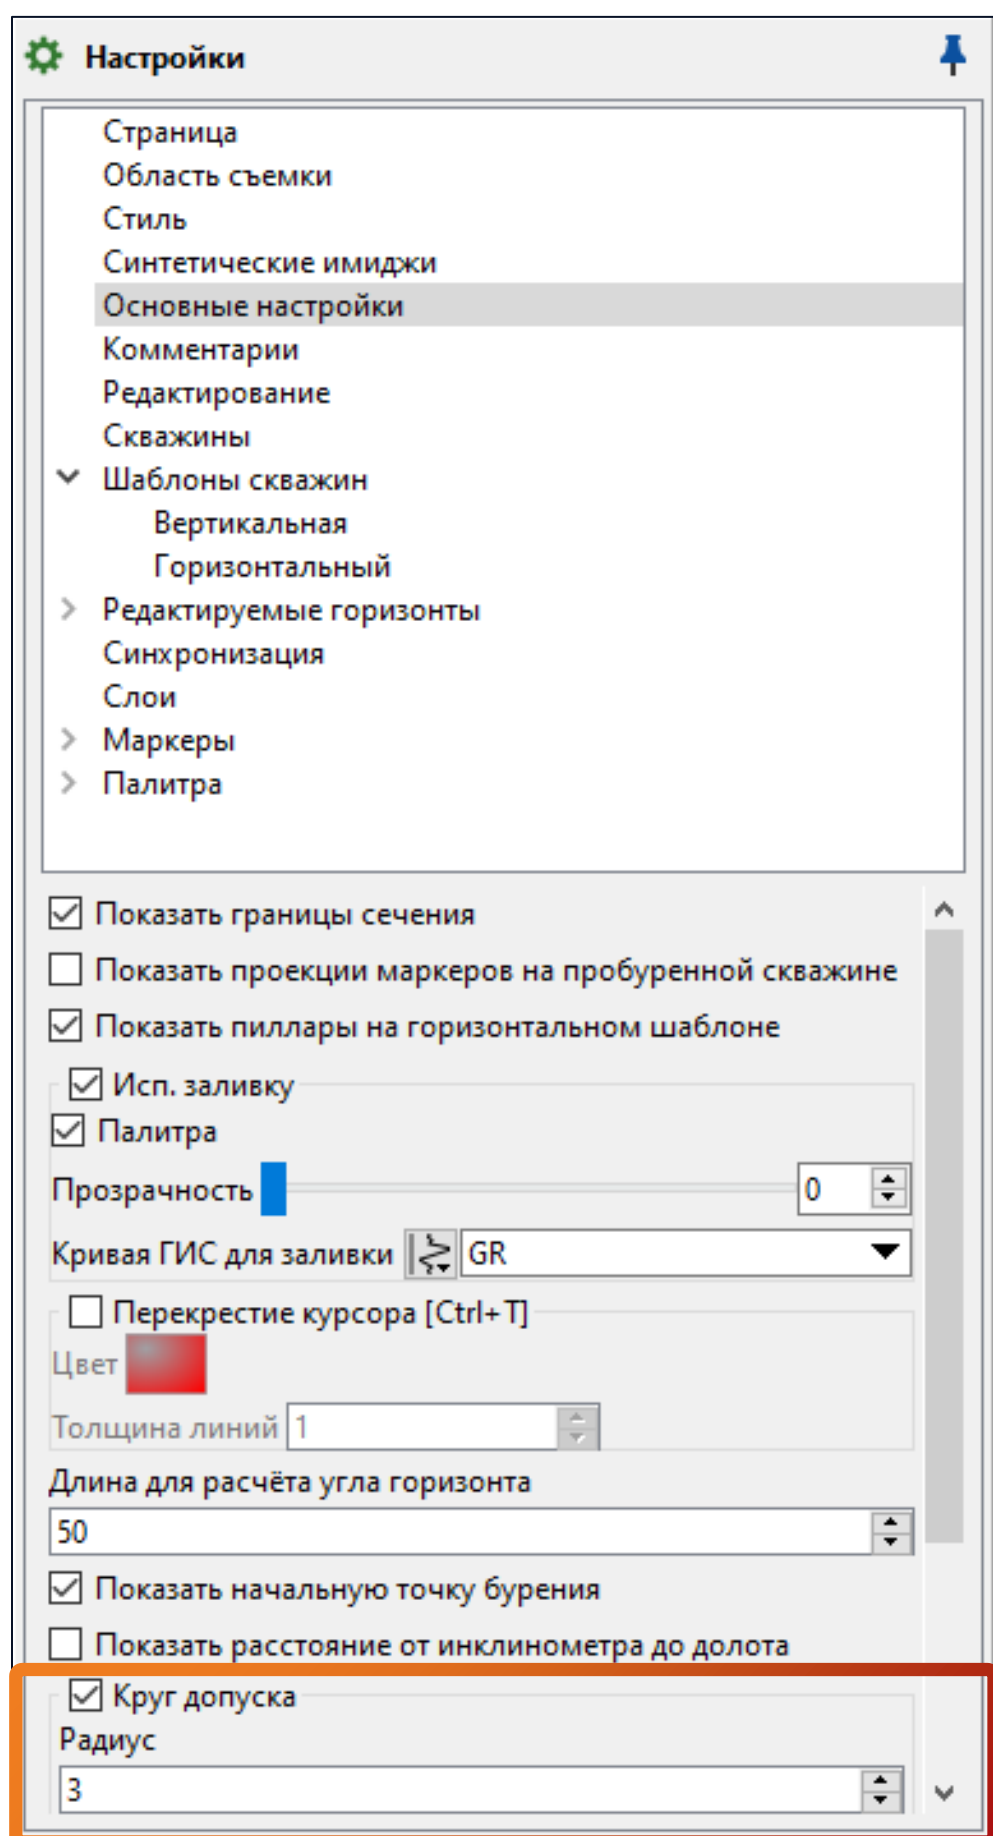 Настройки
Страница
Область съемки
Стиль
Синтетические имиджи
Основные настройки
Комментарии
Редактирование
Скважины
Шаблоны скважин
Вертикальная
Горизонтальный
Редактируемые горизонты
Синхронизация
Слои
Маркеры
Палитра
Показать границы сечения
Показать проекции маркеров на пробуренной скважине
Показать пиллары на горизонтальном шаблоне
Исп. заливку
Палитра
Прозрачность 0
Кривая ГИС для заливки GR
Перекрестие курсора [Ctrl+T]
Цвет
Толщина линий 1
Длина для расчёта угла горизонта
50
Показать начальную точку бурения
Показать расстояние от инклинометра до долота
Круг допуска
Радиус
3